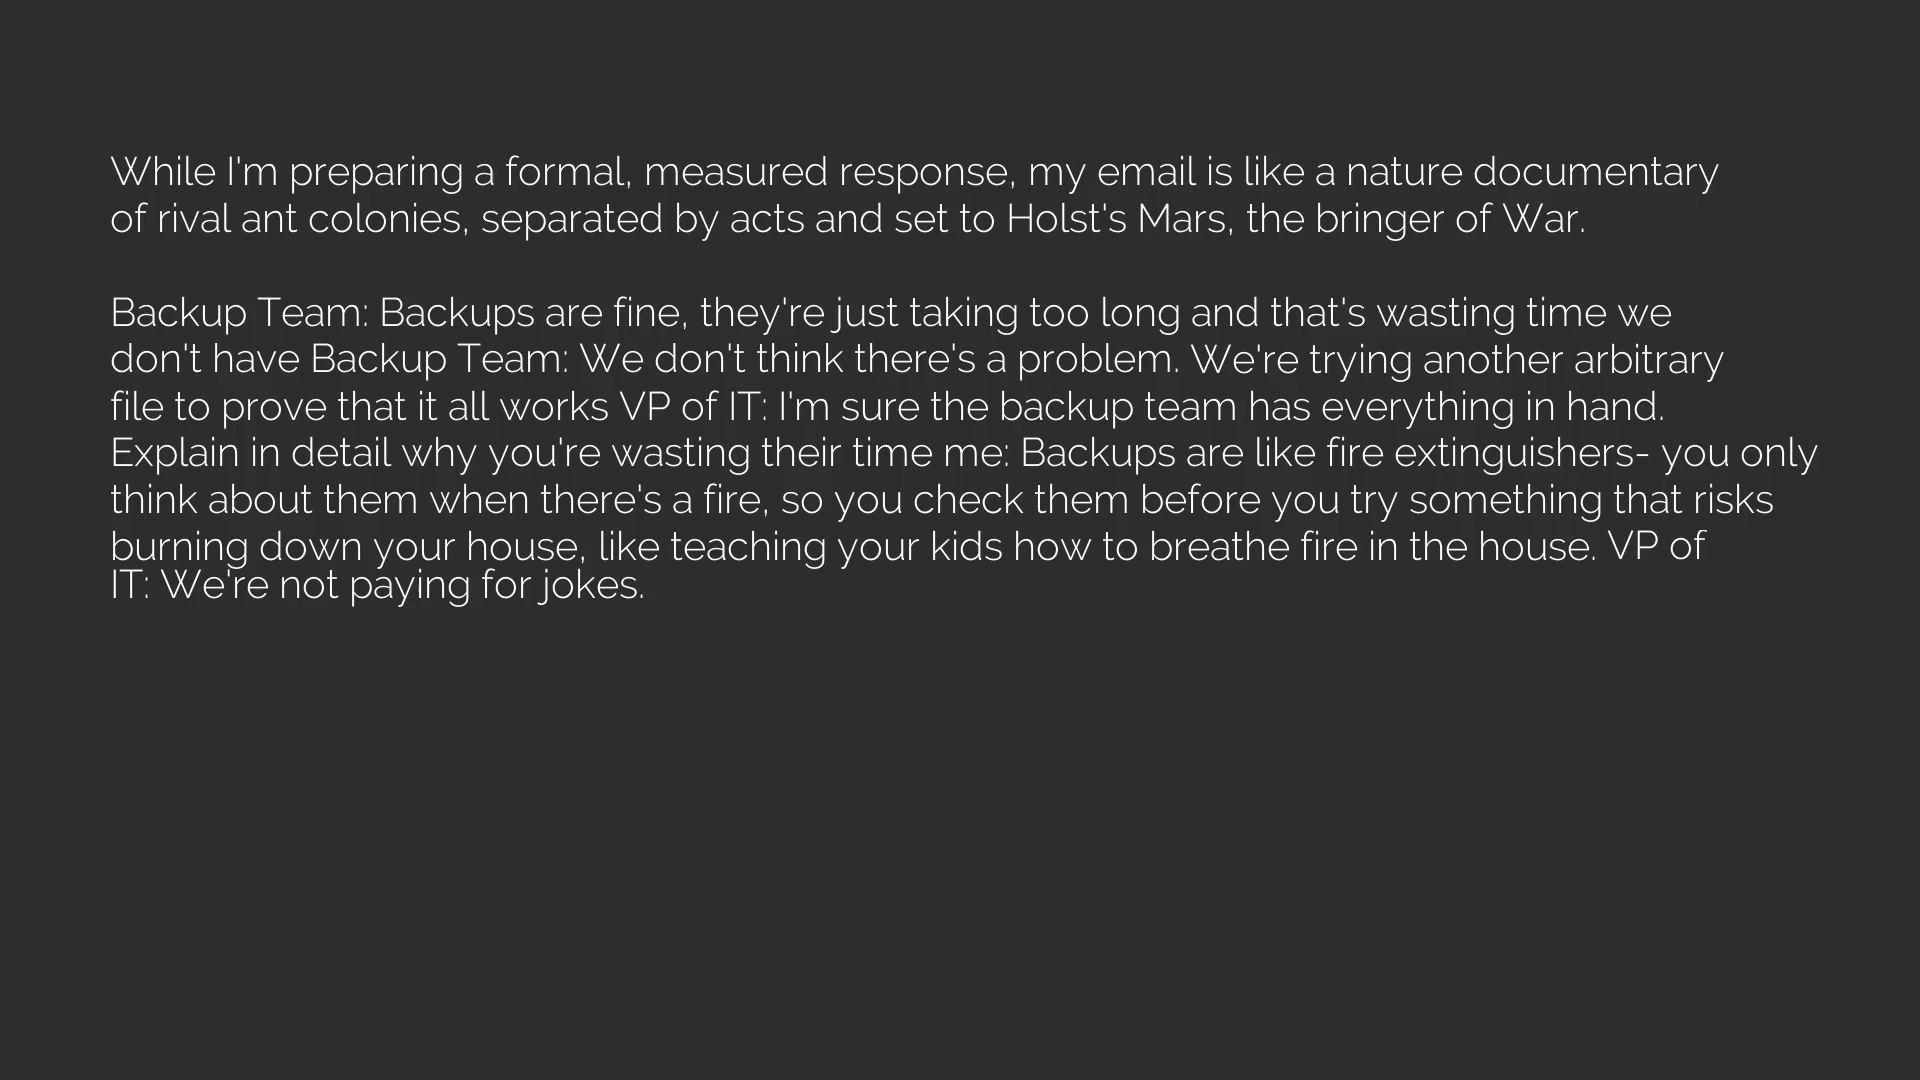 While I'm preparing a formal, measured response, my email is like a nature documentary
of rival ant colonies, separated by acts and set to Holst's Mars, the bringer of War.
Backup Team: Backups are fine, they're just taking too long and that's wasting time we
don't have Backup Team: We don't think there's a problem. We're trying another arbitrary
file to prove that it all works VP of IT: I'm sure the backup team has everything in hand.
Explain in detail why you're wasting their time me: Backups are like fire extinguishers- you only
think about them when there's a fire, so you check them before you try something that risks
burning down your house, like teaching your kids how to breathe fire in the house. VP of
IT: We're not paying for jokes.